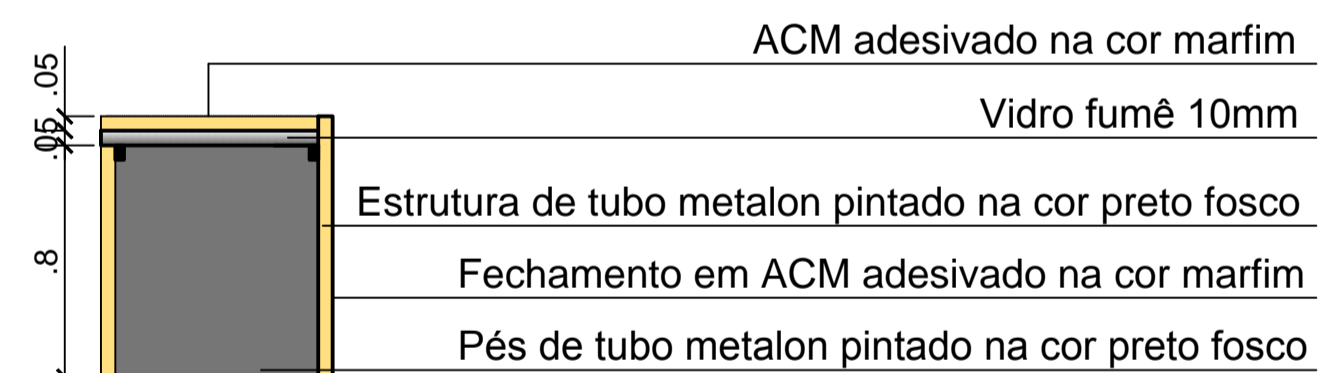 ACM adesivado na cor marfim
.05
Vidro fumê 10mm
.05
Estrutura de tubo metalon pintado na cor preto fosco
.8
Fechamento em ACM adesivado na cor marfim
Pés de tubo metalon pintado na cor preto fosco